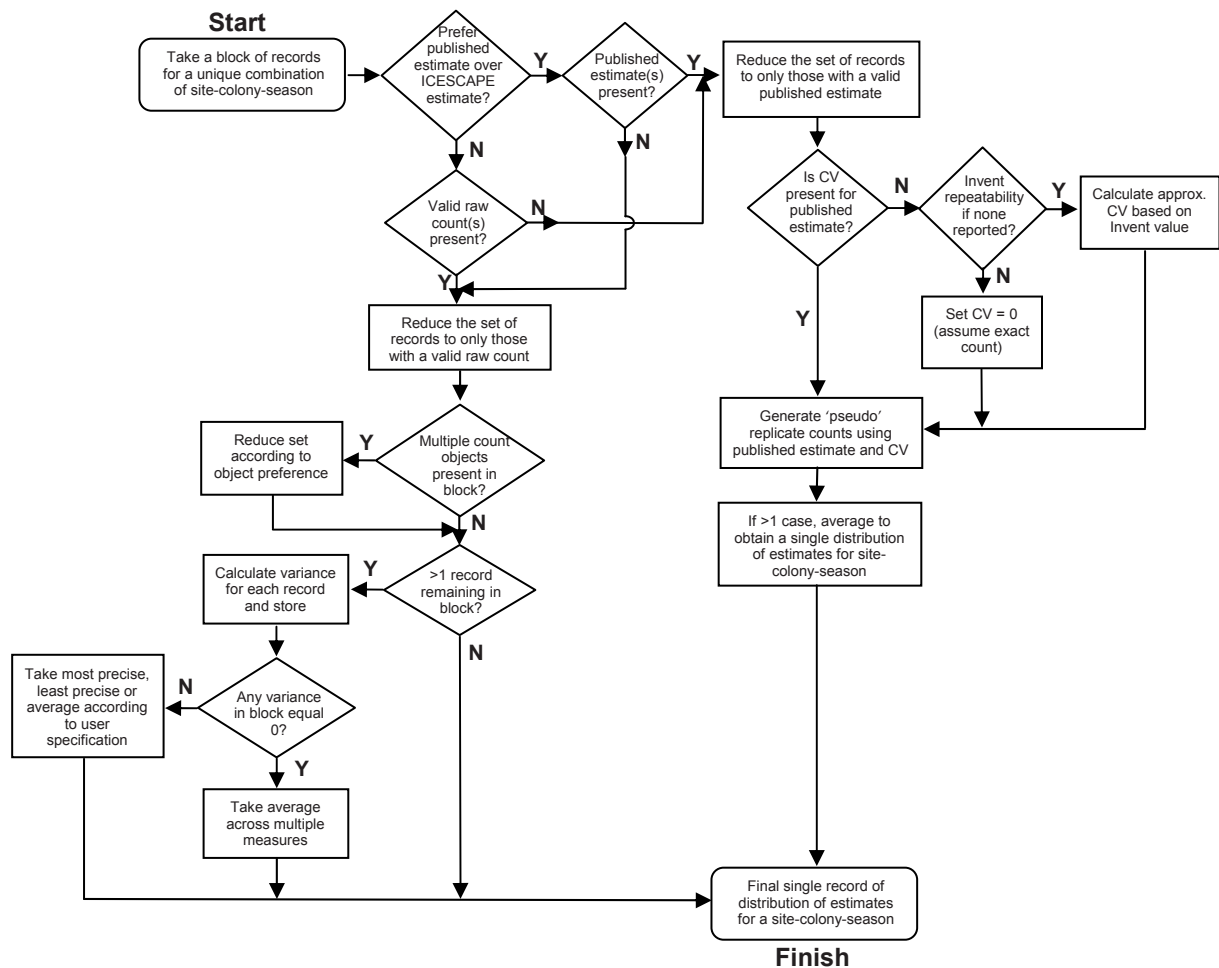 Start
Take a block of records
for a unique combination
of site-colony-season
Prefer
published
estimate over
ICESCAPE
estimate?
Y
Published
estimate(s)
present?
Y
Reduce the set of records
to only those with a valid
published estimate
N
N
Valid raw
count(s)
present?
N
Y
Is CV
present for
published
estimate?
N
Invent
repeatability
if none
reported?
Y
Calculate approx.
CV based on
Invent value
N
Y
Set CV = 0
(assume exact
count)
Reduce the set of
records to only those
with a valid raw count
Multiple count
objects
present in
block?
Y
Reduce set
according to
object preference
N
Generate ‘pseudo’
replicate counts using
published estimate and CV
If >1 case, average to
obtain a single distribution
of estimates for site-
colony-season
>1 record
remaining in
block?
Y
Calculate variance
for each record
and store
N
Any variance
in block equal
0?
N
Take most precise,
least precise or
average according
to user
specification
Y
Take average
across multiple
measures
Final single record of
distribution of estimates
for a site-colony-season
Finish